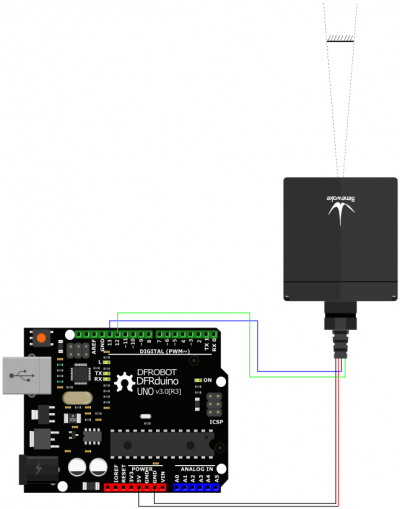 Benewake
AREF GND 13 12 ~11 ~10 ~9 8 7 ~6 ~5 4 ~3 2 TX 1 RX 0
DIGITAL (PWM~)
L
TX
RX
DFROBOT
DFRduino
UNO v3.0[R3]
ON
ICSP
POWER
ANALOG IN
IOREF RESET 3V3 5V GND GND VIN A0 A1 A2 A3 A4 A5